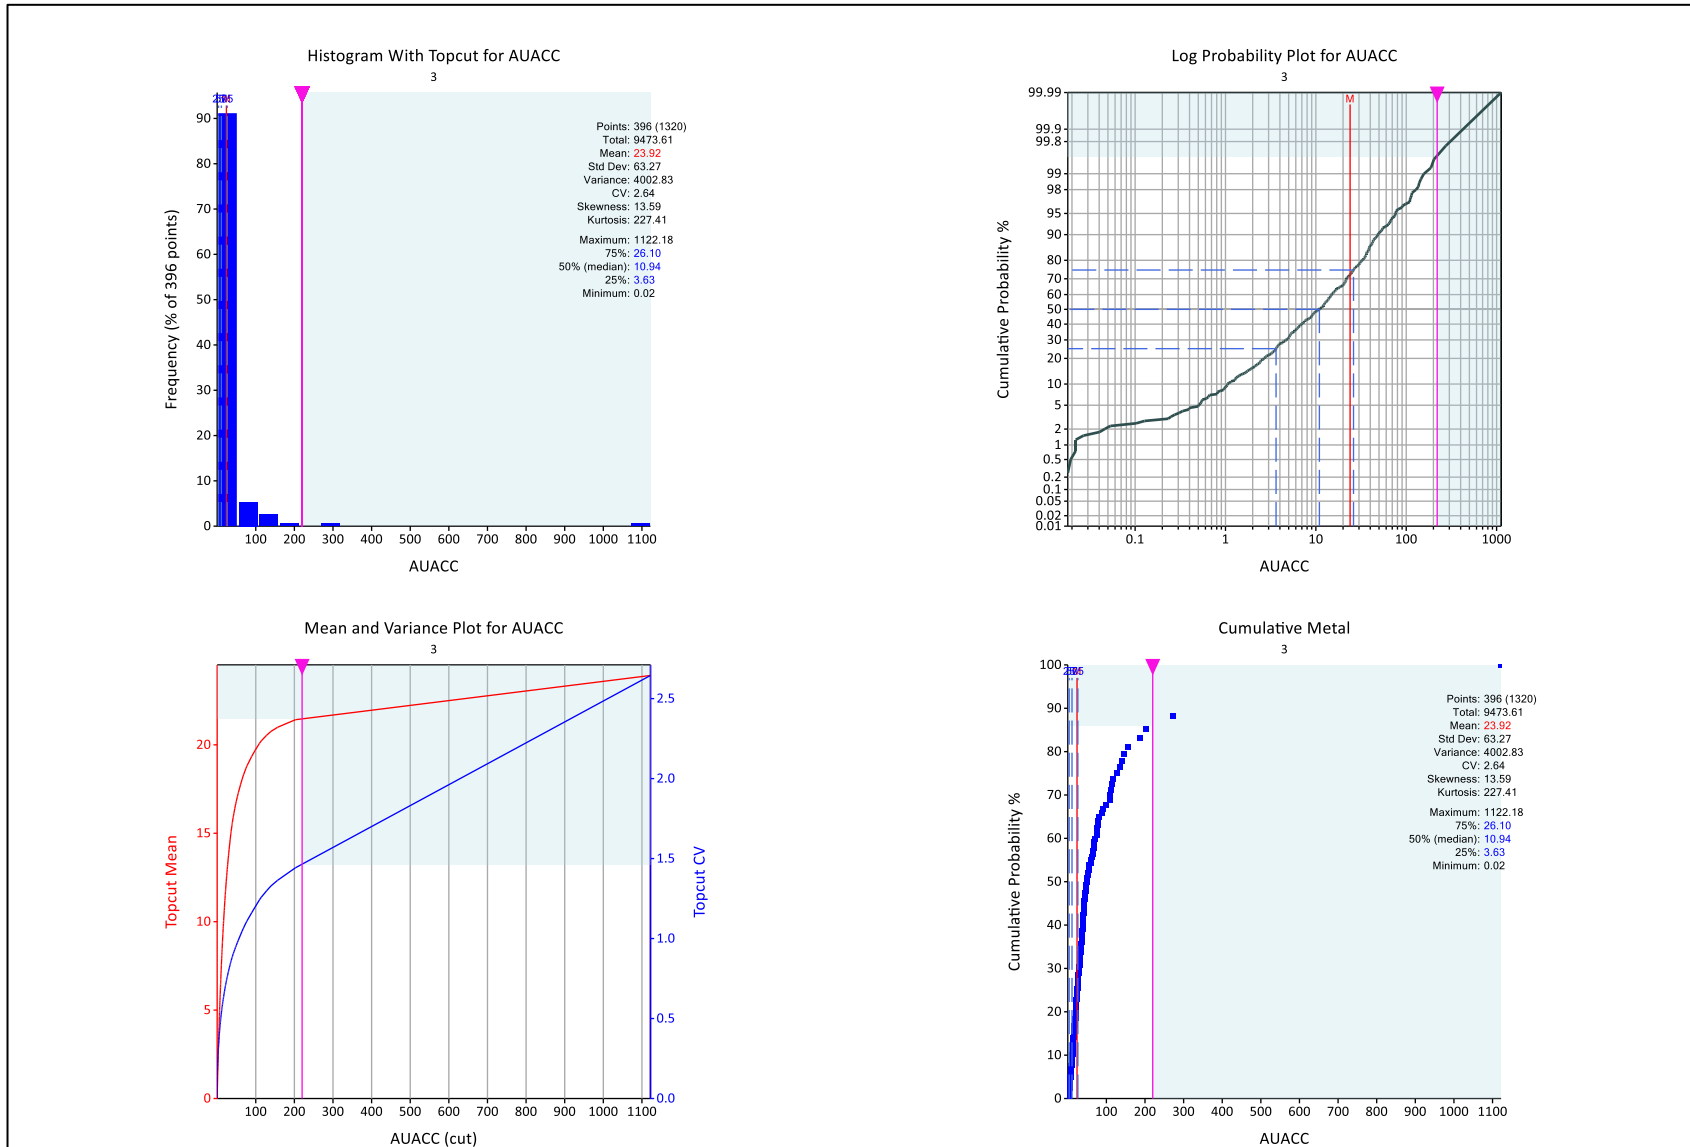 Histogram With Topcut for AUACC
3
Points: 396 (1320)
Total: 9473.61
Mean: 23.92
Std Dev: 63.27
Variance: 4002.83
CV: 2.64
Skewness: 13.59
Kurtosis: 227.41
Maximum: 1122.18
75%: 26.10
50% (median): 10.94
25%: 3.63
Minimum: 0.02
Frequency (% of 396 points)
90
80
70
60
50
40
30
20
10
0
100 200 300 400 500 600 700 800 900 1000 1100
AUACC
Log Probability Plot for AUACC
3
M
Cumulative Probability %
99.99
99.9
99.8
99
98
95
90
80
70
60
50
40
30
20
10
5
2
1
0.5
0.2
0.1
0.05
0.02
0.01
0.1 1 10 100 1000
AUACC
Mean and Variance Plot for AUACC
3
Topcut Mean
20
15
10
5
0
Topcut CV
2.5
2.0
1.5
1.0
0.5
0.0
100 200 300 400 500 600 700 800 900 1000 1100
AUACC (cut)
Cumulative Metal
3
Points: 396 (1320)
Total: 9473.61
Mean: 23.92
Std Dev: 63.27
Variance: 4002.83
CV: 2.64
Skewness: 13.59
Kurtosis: 227.41
Maximum: 1122.18
75%: 26.10
50% (median): 10.94
25%: 3.63
Minimum: 0.02
Cumulative Probability %
100
90
80
70
60
50
40
30
20
10
0
100 200 300 400 500 600 700 800 900 1000 1100
AUACC